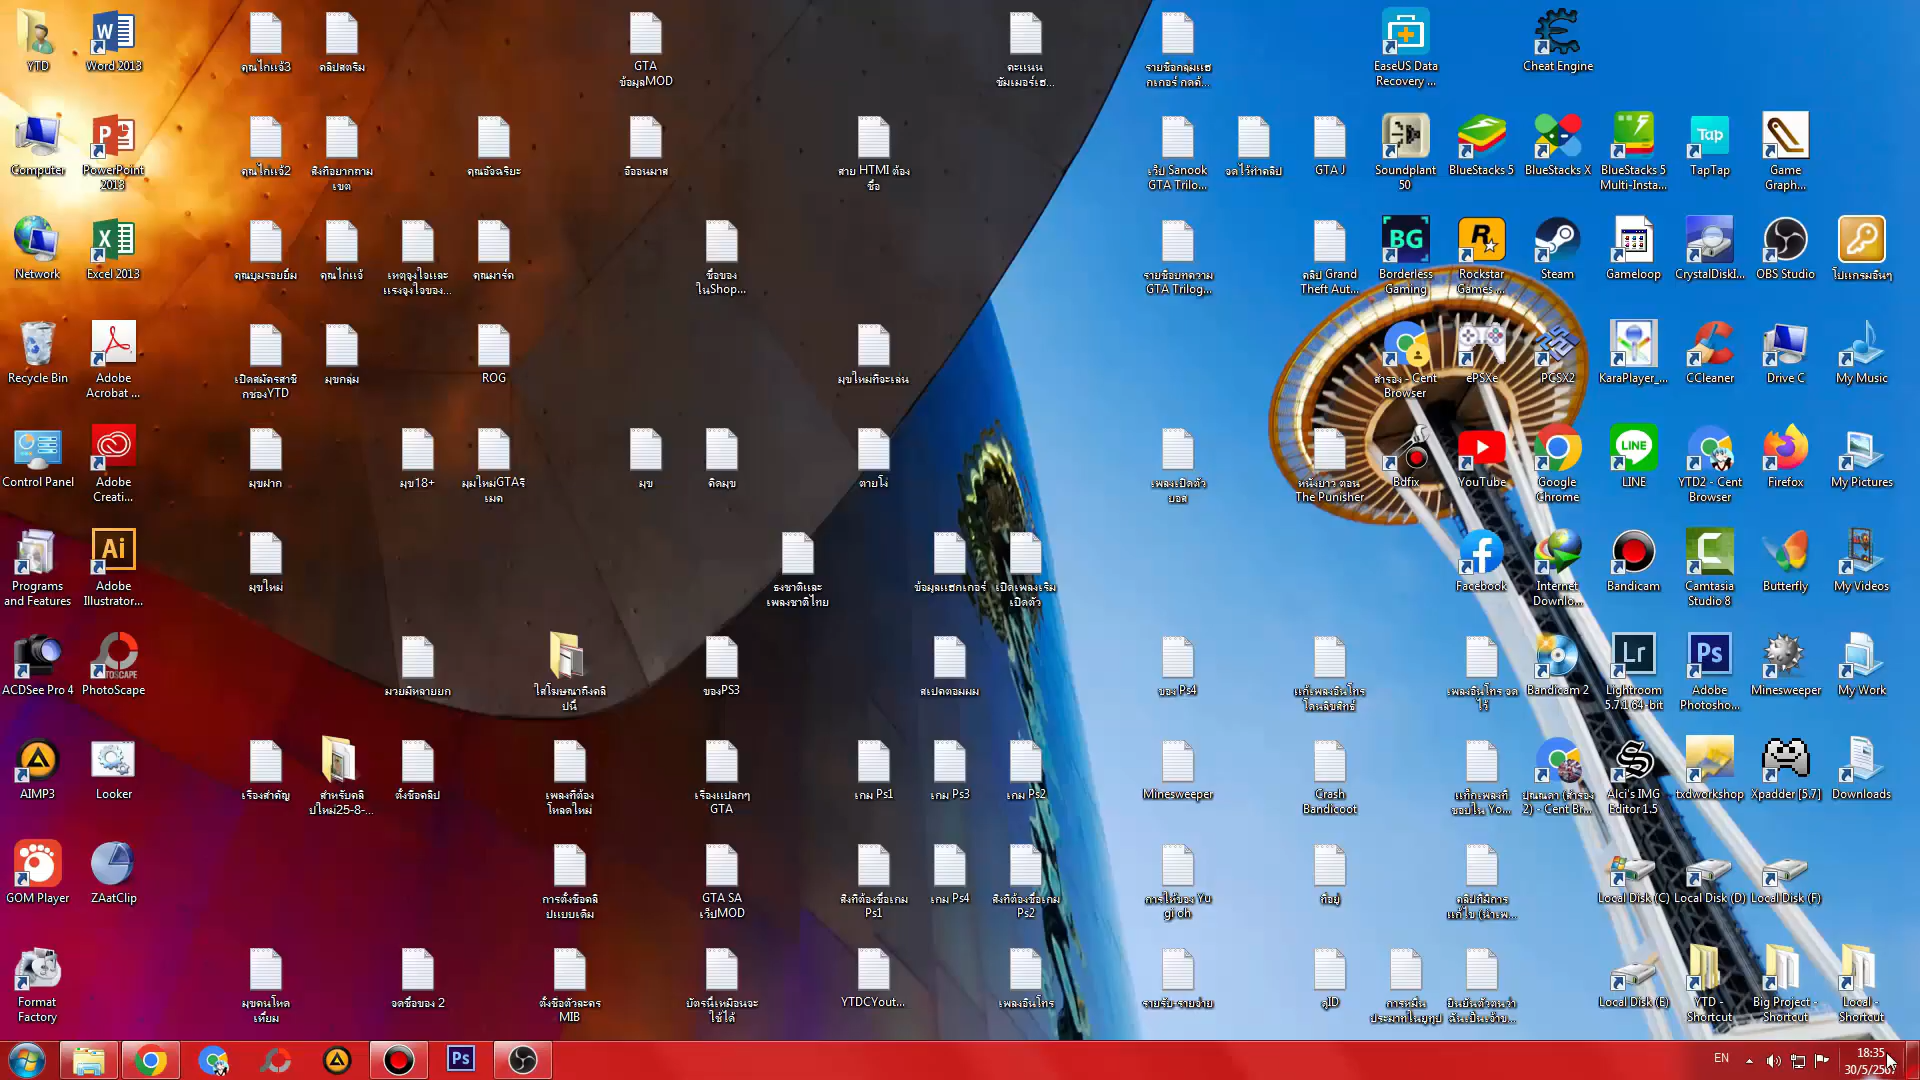 YTD
Word 2013
คุณไก่แจ้3
คลิปสตรีม
GTA
ข้อมูลMOD
คะแนน
ซัมเมอร์เฮ...
รายชื่อกลุ่มแฮ
กเกอร์ กดดั...
EaseUS Data
Recovery ...
Cheat Engine
Computer
PowerPoint
2013
คุณไก่แจ้2
สิ่งที่อยากถาม
เขต
คุณอัจฉริยะ
อีออนมาส
สาย HTMI ต้อง
ซื้อ
เว็ป Sanook
GTA Trilo...
จดไว้ทำคลิป
GTA J
Soundplant
50
BlueStacks 5
BlueStacks X
BlueStacks 5
Multi-Insta...
TapTap
Game
Graph...
Network
Excel 2013
คุณบุมรอยยิ้ม
คุณไก่แจ้
เหตุจูงใจและ
แรงจูงใจของ...
คุณมาร์ค
ชื่อของ
ในShop...
รายชื่อบทความ
GTA Trilog...
คลิป Grand
Theft Aut...
Borderless
Gaming
Rockstar
Games ...
Steam
Gameloop
CrystalDiskI...
OBS Studio
โปแกรมอื่นๆ
Recycle Bin
Adobe
Acrobat ...
เปิดสมัครสาชิ
กช่องYTD
มุขกลุ่ม
ROG
มุขใหม่ที่จะเล่น
สำรอง - Cent
Browser
ePSXe
PCSX2
KaraPlayer_...
CCleaner
Drive C
My Music
Control Panel
Adobe
Creati...
มุขฝาก
มุข18+
มุมใหม่GTAรี
เมค
มุข
คิดมุข
ตายโง่
เพลงเปิดตัว
บอส
หนังยาว ตอน
The Punisher
Bdfix
YouTube
Google
Chrome
LINE
YTD2 - Cent
Browser
Firefox
My Pictures
Programs
and Features
Adobe
Illustrator...
มุขใหม่
ธงชาติและ
เพลงชาติไทย
ข้อมูลแฮกเกอร์
เปิดเพลงเริ่ม
เปิดตัว
Facebook
Internet
Downlo...
Bandicam
Camtasia
Studio 8
Butterfly
My Videos
ACDSee Pro 4
PhotoScape
มวยมีหลายยก
ใส่โฆษณาถึงคลิ
ปนี้
ของPS3
สเปคตอมผม
ของ Ps4
แก้เพลงอินโทร
โดนลิขสิทธ์
เพลงอินโทร จด
ไว้
Bandicam 2
Lightroom
5.7.1 64-bit
Adobe
Photosho...
Minesweeper
My Work
AIMP3
Looker
เรื่องสำคัญ
สำหรับคลิ
ปใหม่25-8-...
ตั้งชื่อคลิป
เพลงที่ต้อง
โหลดใหม่
เรื่องแปลกๆ
GTA
เกม Ps1
เกม Ps3
เกม Ps2
Minesweeper
Crash
Bandicoot
แท็กเพลงที่
ชอบใน Yo...
ปุณณดา (สำรอง
2) - Cent Br...
Alci's IMG
Editor 1.5
txdworkshop
Xpadder [5.7]
Downloads
GOM Player
ZAatClip
การตั้งชื่อคลิ
ปแบบเดิม
GTA SA
เว็ปMOD
สิ่งที่ต้องซื้อเกม
Ps1
เกม Ps4
สิ่งที่ต้องซื้อเกม
Ps2
การ์ไพ่ของ Yu
gi oh
ที่อยู่
คลิปที่มีการ
แก้ไข (นำเพ...
Local Disk (C)
Local Disk (D)
Local Disk (F)
Format
Factory
มุขคนโหด
เหี้ยม
จดชื่อของ 2
ตั้งชื่อตัวละคร
MIB
บัตรนี้เหมือนจะ
ใช้ได้
YTDCYout...
เพลงอินโทร
รายรับ-รายจ่าย
ดูID
การหมิ่น
ประมาทในยูทูป
ยืนยันตัวตนว่า
ฉันเป็นเจ้าข...
Local Disk (E)
YTD -
Shortcut
Big Project -
Shortcut
Local -
Shortcut
EN
18:35
30/5/2567